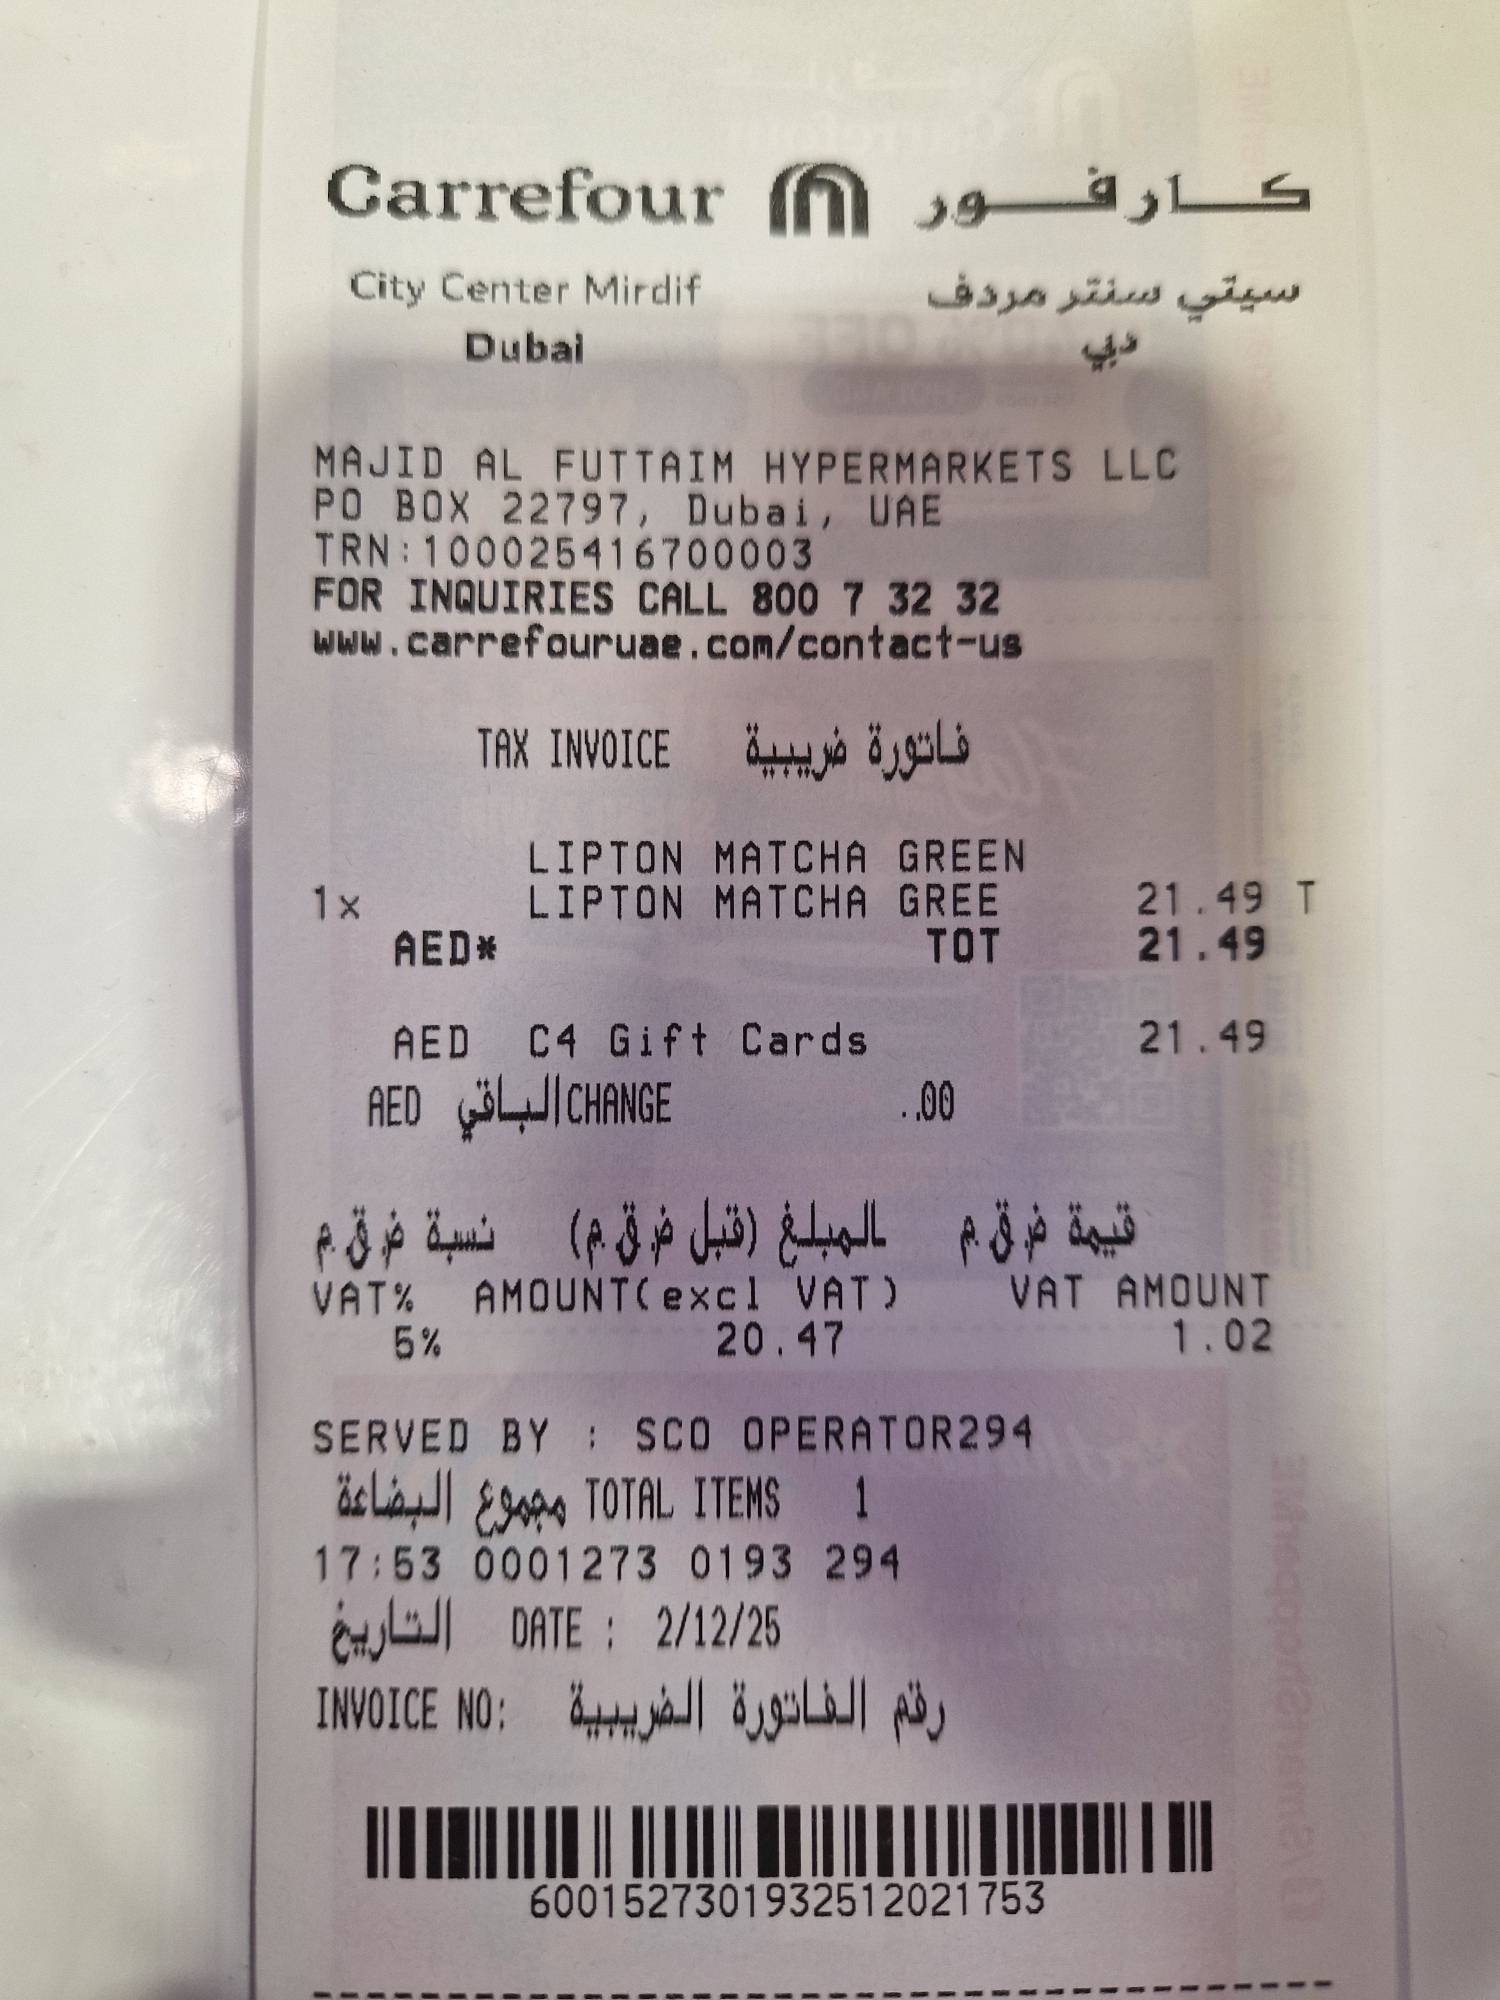 Carrefour كارفور
City Center Mirdif سيتي سنتر مردف
Dubai دبي
MAJID AL FUTTAIM HYPERMARKETS LLC
PO BOX 22797, Dubai, UAE
TRN:100025416700003
FOR INQUIRIES CALL 800 7 32 32
www.carrefouruae.com/contact-us
TAX INVOICE فاتورة ضريبية
LIPTON MATCHA GREEN
1x LIPTON MATCHA GREE 21.49 T
AED* TOT 21.49
AED C4 Gift Cards 21.49
AED الباقي CHANGE ..00
نسبة ض.ق.م المبلغ (قبل ض.ق.م) قيمة ض.ق.م
VAT% AMOUNT(excl VAT) VAT AMOUNT
5% 20.47 1.02
SERVED BY : SCO OPERATOR294
مجموع البضاعة TOTAL ITEMS 1
17:53 0001273 0193 294
التاريخ DATE : 2/12/25
INVOICE NO: رقم الفاتورة الضريبية
6001527301932512021753